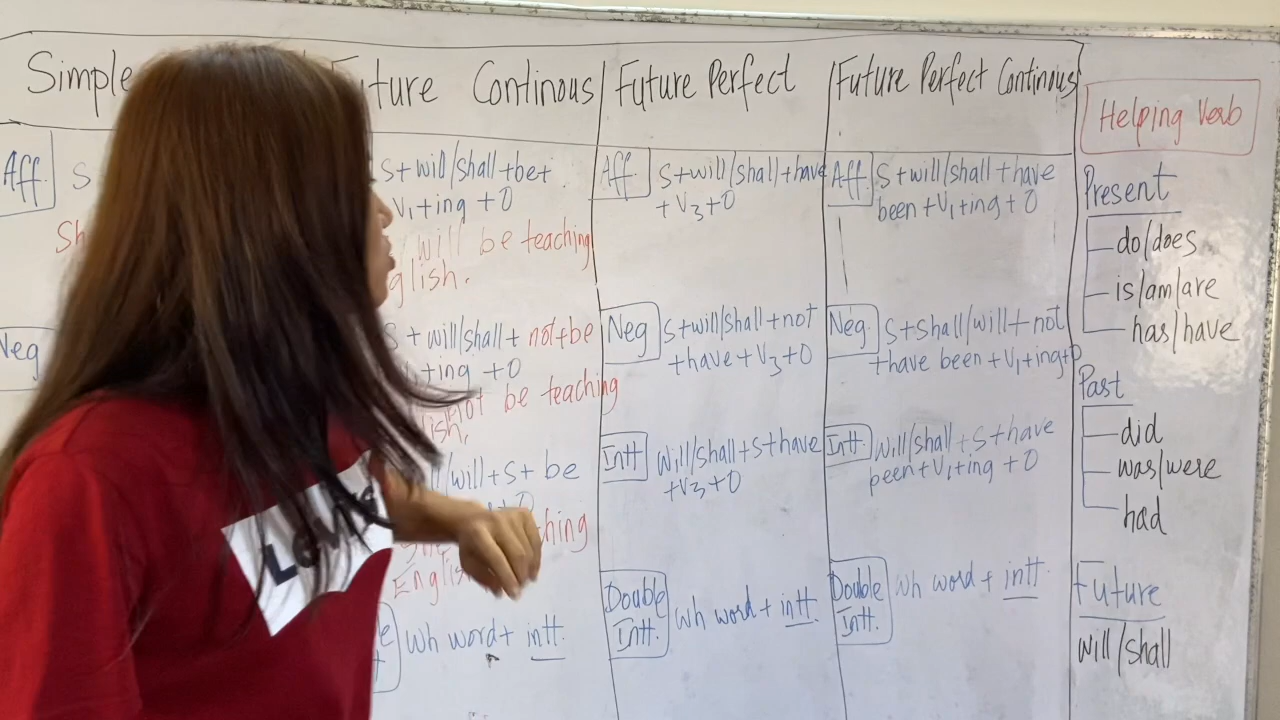 Simple
Future Continous
Future Perfect
Future Perfect Continous
Helping Verb
Aff.
S
Sh
Neg
S+will/shall+be+
V₁+ing +O
will be teaching
glish.
S + will/shall+ not+be
+ing +O
not be teaching
lish.
/will+S+ be
+O
She hing
English
Wh word+ intt.
Aff.
S+will/shall+have
+V₃+O
Neg
S+will/shall+not
+have+V₃+O
Intt
Will/shall+S+have
+V₃+O
Double
Intt.
Wh word+intt.
Aff.
S+will/shall+have
been+V₁+ing+O
Neg.
S+shall/will+not
+have been+V₁+ing+O
Intt.
Will/shall+S+have
been+V₁+ing +O
Double
Intt.
Wh word+ intt.
Present
do/does
is/am/are
has/have
Past
did
was/were
had
Future
will/shall